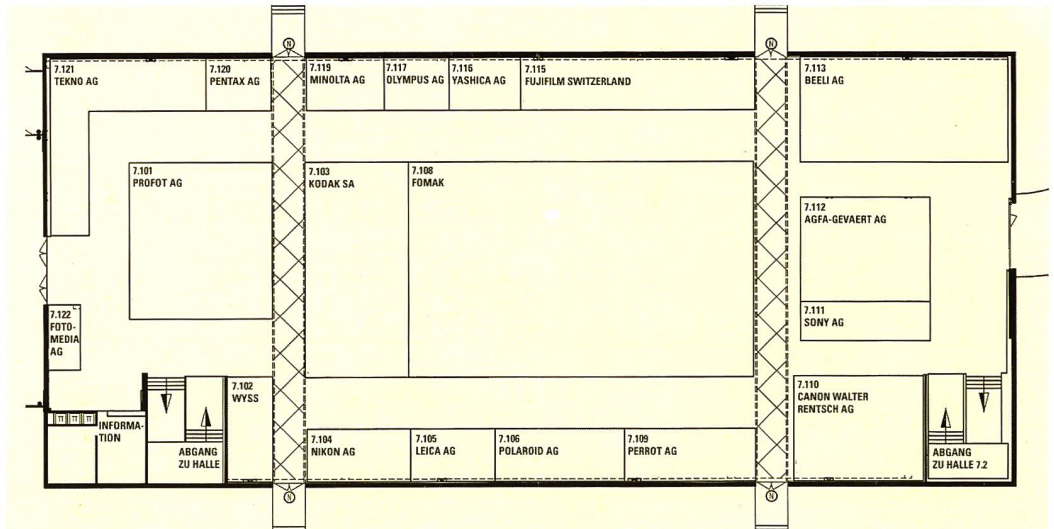 7.121
TEKNO AG
7.120
PENTAX AG
N
7.119
MINOLTA AG
7.117
OLYMPUS AG
7.116
YASHICA AG
7.115
FUJIFILM SWITZERLAND
N
7.113
BEELI AG
7.101
PROFOT AG
7.103
KODAK SA
7.108
FOMAK
7.112
AGFA-GEVAERT AG
7.111
SONY AG
7.122
FOTO-
MEDIA
AG
7.102
WYSS
7.110
CANON WALTER
RENTSCH AG
INFORMA-
TION
ABGANG
ZU HALLE
7.104
NIKON AG
7.105
LEICA AG
7.106
POLAROID AG
7.109
PERROT AG
ABGANG
ZU HALLE 7.2
N
N